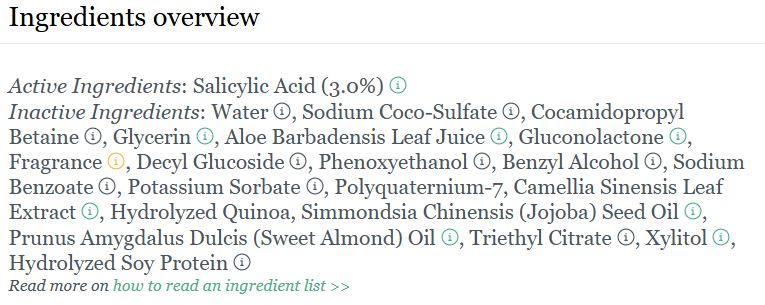 Ingredients overview
Active Ingredients: Salicylic Acid (3.0%)
Inactive Ingredients: Water, Sodium Coco-Sulfate, Cocamidopropyl
Betaine, Glycerin, Aloe Barbadensis Leaf Juice, Gluconolactone,
Fragrance, Decyl Glucoside, Phenoxyethanol, Benzyl Alcohol, Sodium
Benzoate, Potassium Sorbate, Polyquaternium-7, Camellia Sinensis Leaf
Extract, Hydrolyzed Quinoa, Simmondsia Chinensis (Jojoba) Seed Oil,
Prunus Amygdalus Dulcis (Sweet Almond) Oil, Triethyl Citrate, Xylitol,
Hydrolyzed Soy Protein
Read more on how to read an ingredient list >>